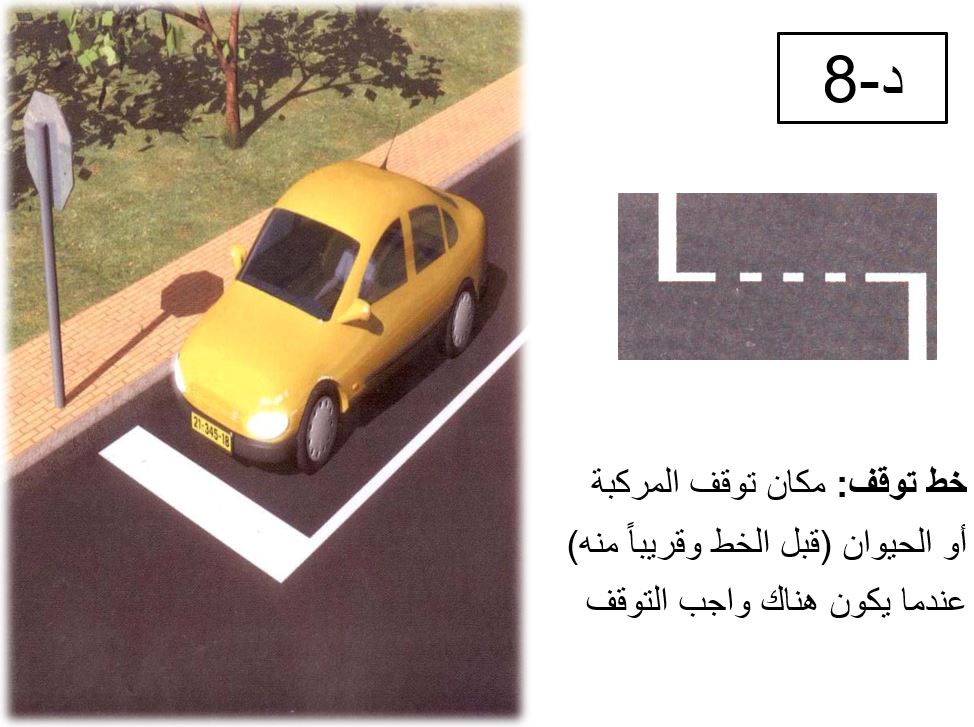 د-8
خط توقف: مكان توقف المركبة
أو الحيوان (قبل الخط وقريباً منه)
عندما يكون هناك واجب التوقف
21-345-18